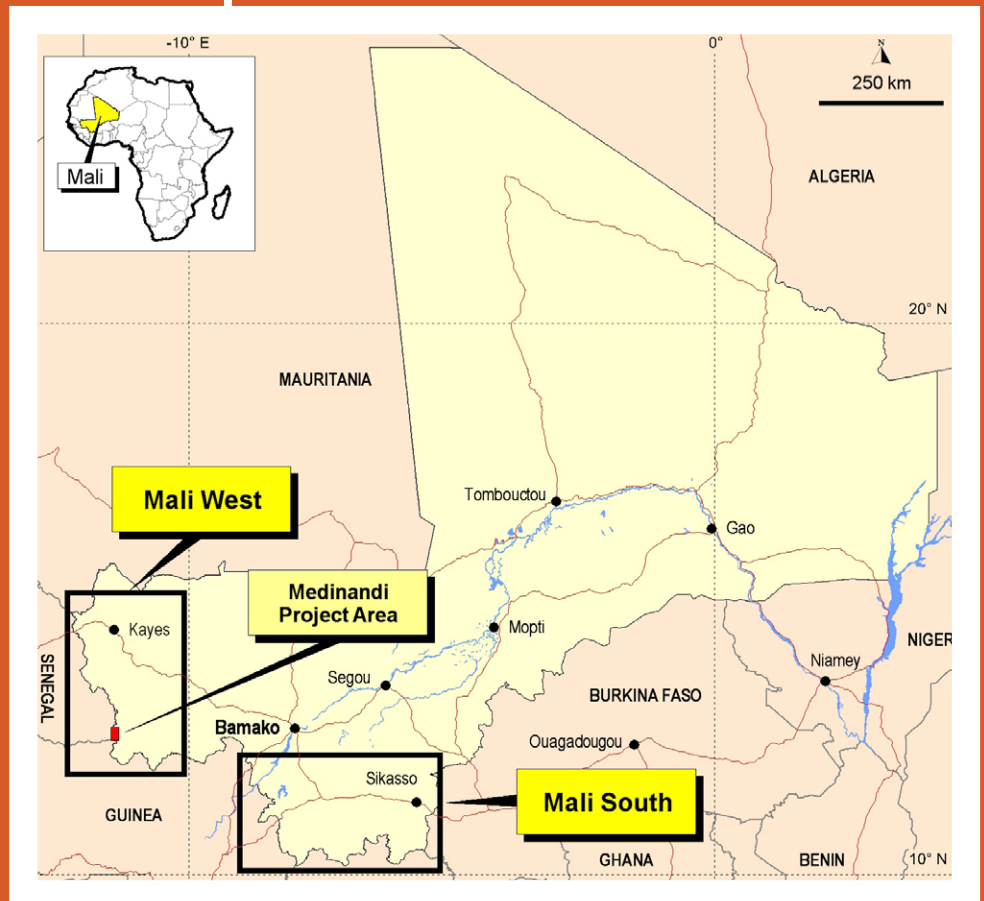 -10° E
0°
N
250 km
Mali
ALGERIA
20° N
MAURITANIA
Mali West
Tombouctou
Gao
Medinandi
Project Area
Kayes
Mopti
SENEGAL
NIGER
Segou
Niamey
BURKINA FASO
Bamako
Ouagadougou
Sikasso
Mali South
GUINEA
GHANA
BENIN
10° N